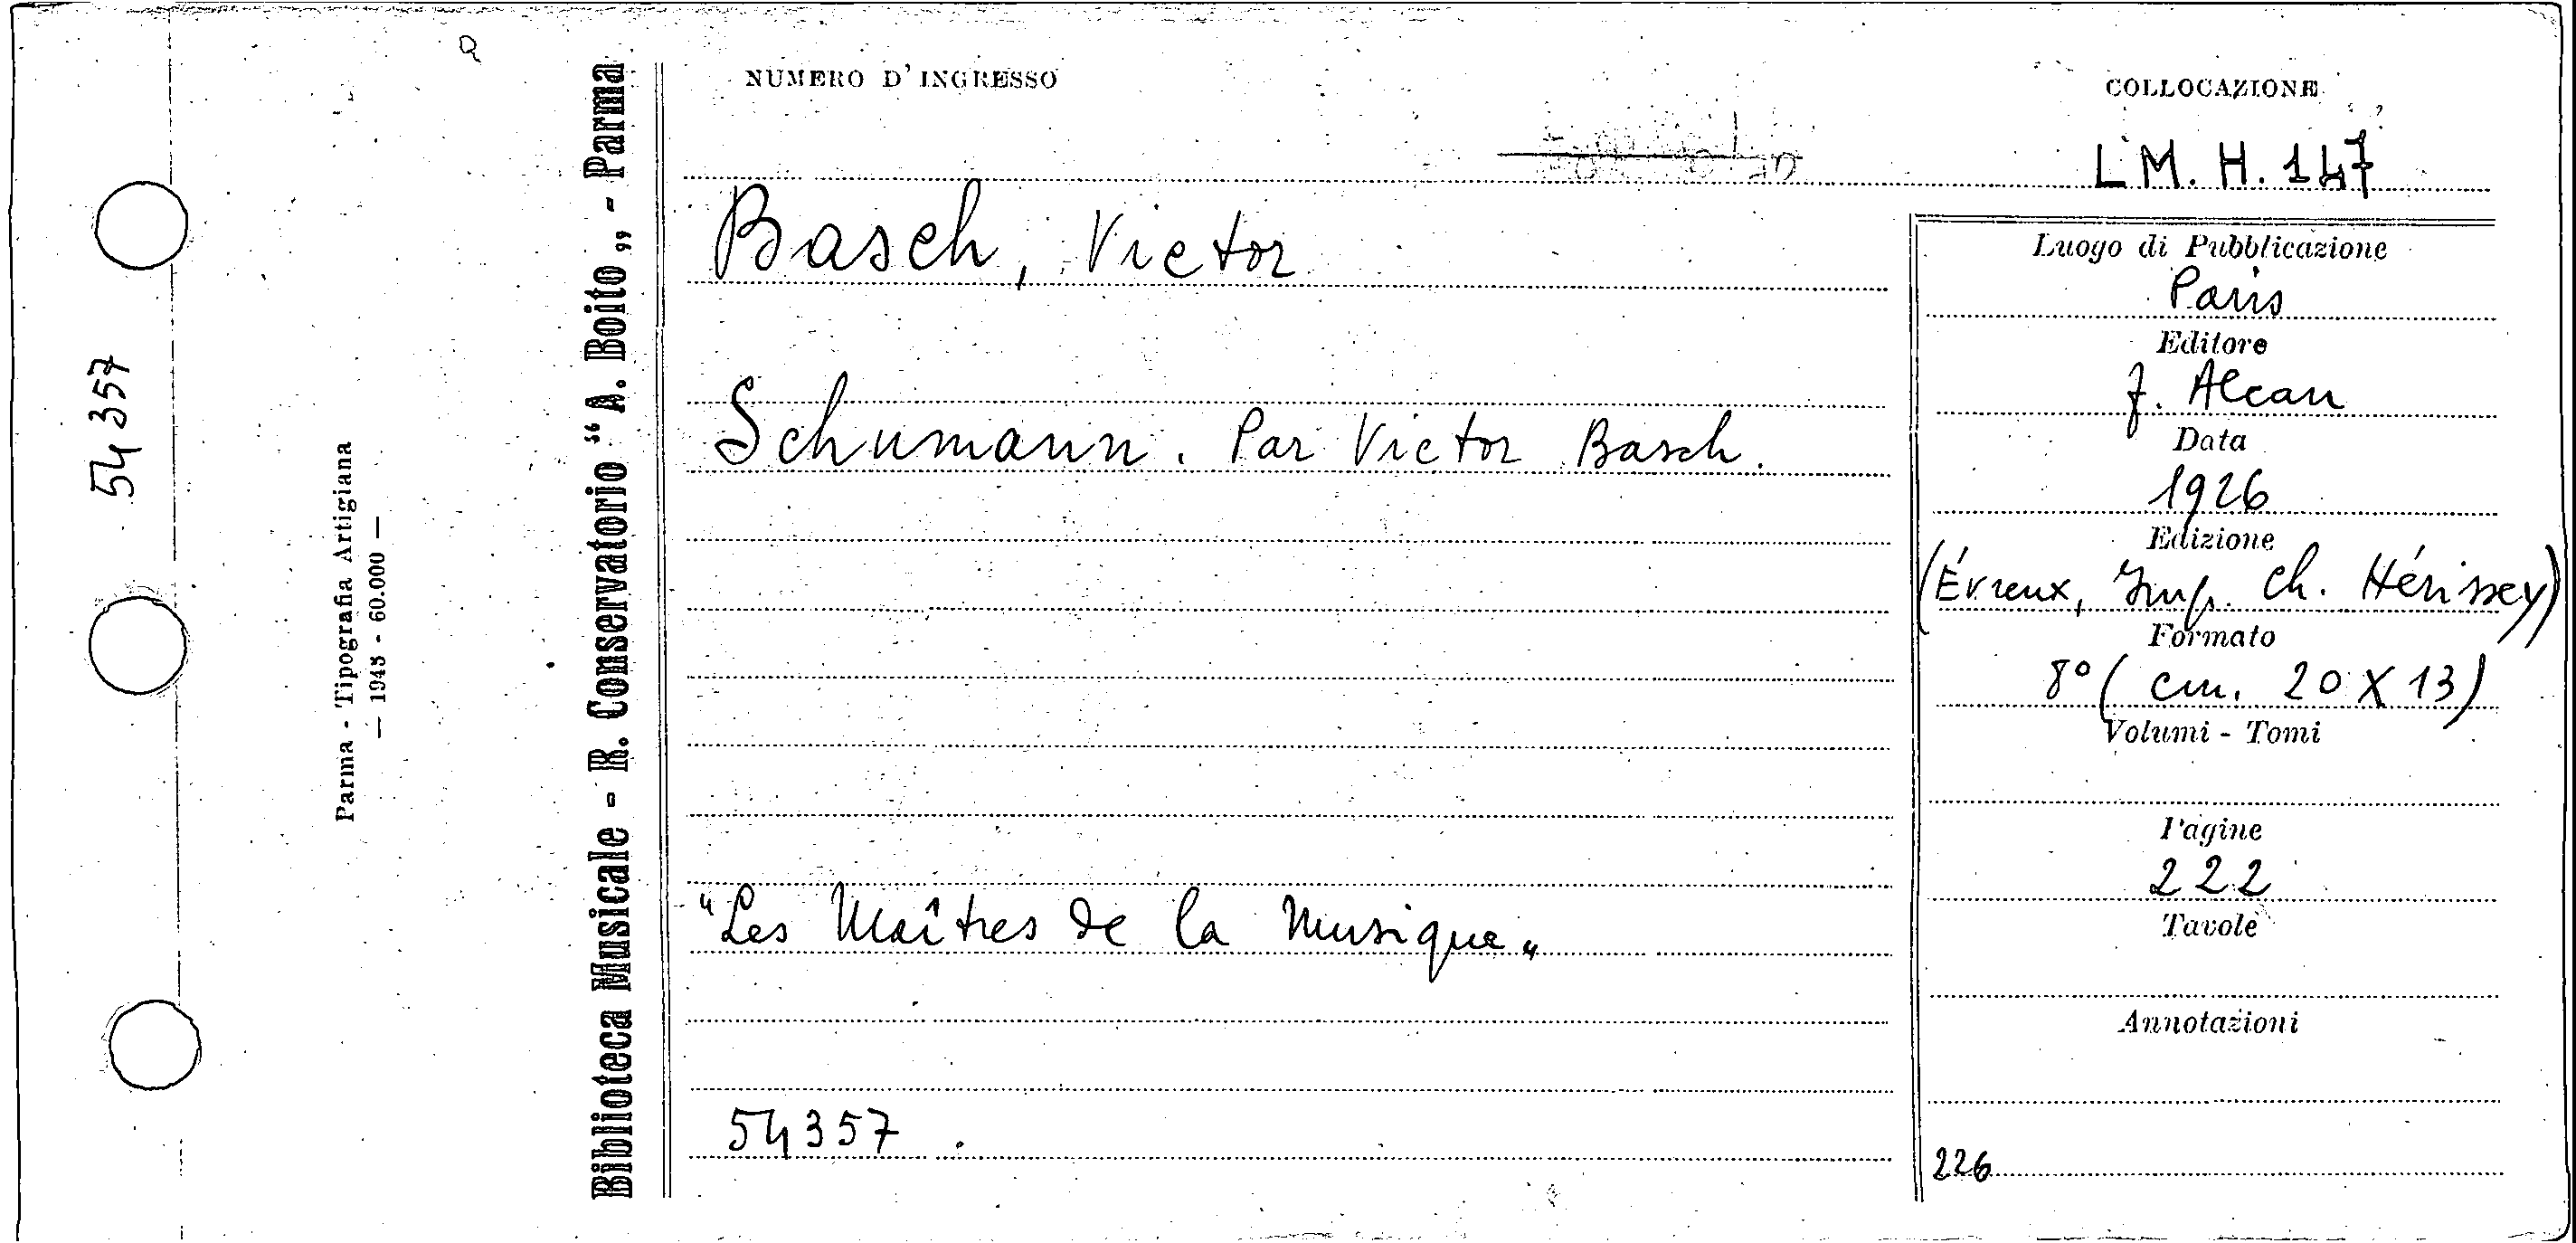 54357
Parma - Tipografia Artigiana
— 1945 - 60.000 —
Biblioteca Musicale - R. Conservatorio “A. Boito„ - Parma
NUMERO D'INGRESSO
COLLOCAZIONE
L.M. H. 147
Basch, Victor
Schumann. Par Victor Basch.
"Les Maîtres de la Musique„
54357
Luogo di Pubblicazione
Paris
Editore
F. Alcan
Data
1926
Edizione
(Évreux, Imp. Ch. Hérissey)
Formato
8° (cm. 20 X 13)
Volumi - Tomi
Pagine
222
Tavole
Annotazioni
226